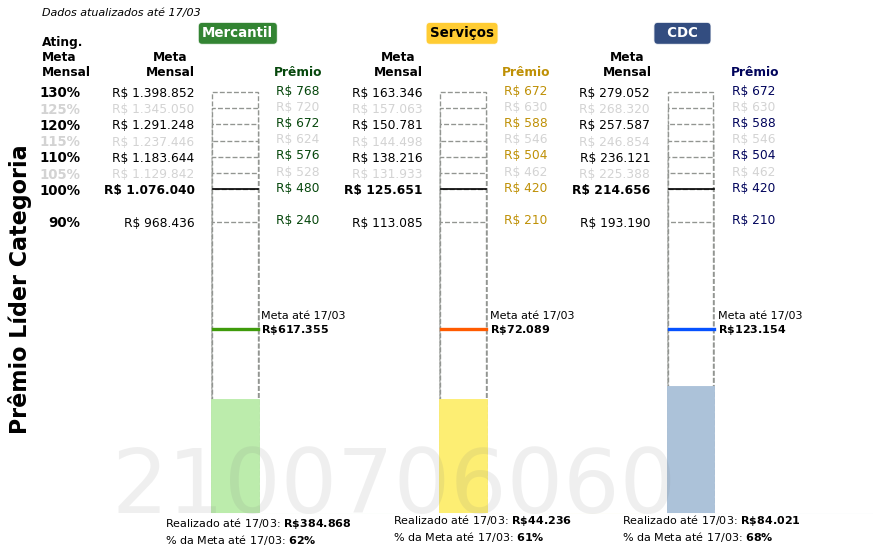 Dados atualizados até 17/03
Mercantil Serviços CDC
Ating.
Meta Meta Meta Meta
Mensal Mensal Prêmio Mensal Prêmio Mensal Prêmio
130% R$ 1.398.852 R$ 768 R$ 163.346 R$ 672 R$ 279.052 R$ 672
125% R$ 1.345.050 R$ 720 R$ 157.063 R$ 630 R$ 268.320 R$ 630
120% R$ 1.291.248 R$ 672 R$ 150.781 R$ 588 R$ 257.587 R$ 588
115% R$ 1.237.446 R$ 624 R$ 144.498 R$ 546 R$ 246.854 R$ 546
110% R$ 1.183.644 R$ 576 R$ 138.216 R$ 504 R$ 236.121 R$ 504
105% R$ 1.129.842 R$ 528 R$ 131.933 R$ 462 R$ 225.388 R$ 462
100% R$ 1.076.040 R$ 480 R$ 125.651 R$ 420 R$ 214.656 R$ 420
90% R$ 968.436 R$ 240 R$ 113.085 R$ 210 R$ 193.190 R$ 210
Prêmio Líder Categoria
Meta até 17/03 Meta até 17/03 Meta até 17/03
R$617.355 R$72.089 R$123.154
2100706060
Realizado até 17/03: R$384.868 Realizado até 17/03: R$44.236 Realizado até 17/03: R$84.021
% da Meta até 17/03: 62% % da Meta até 17/03: 61% % da Meta até 17/03: 68%